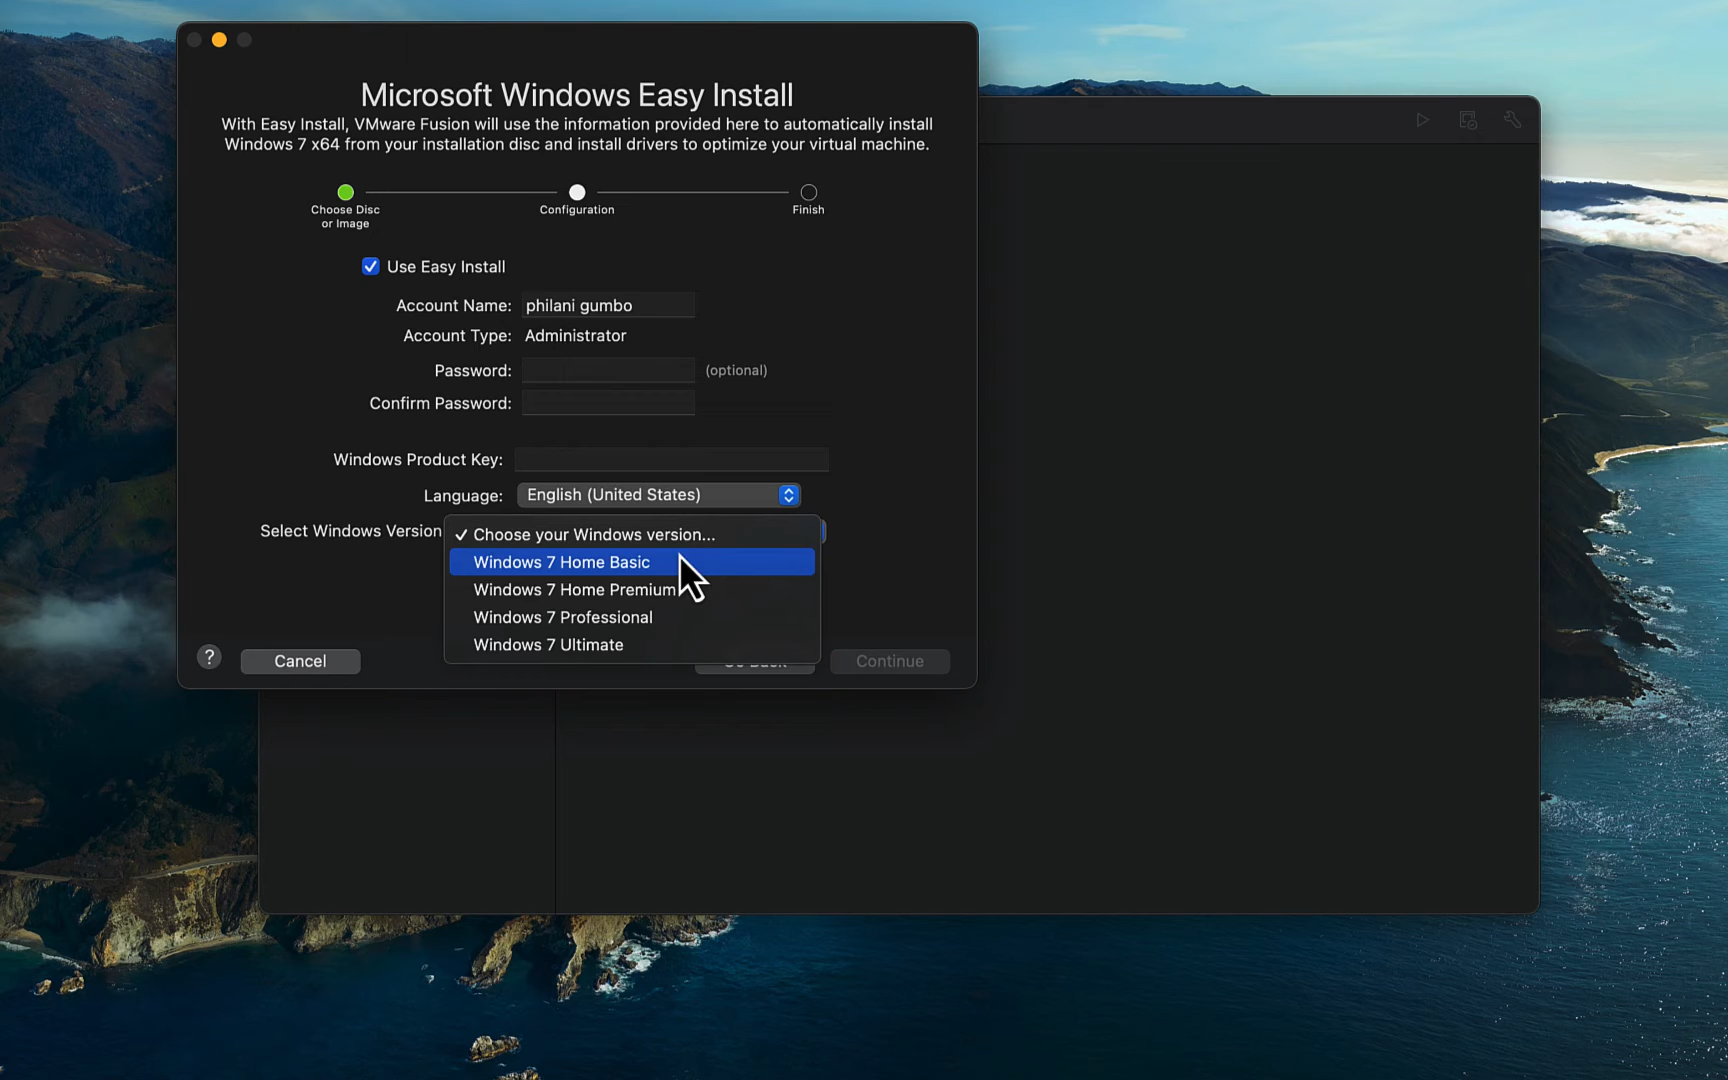 Microsoft Windows Easy Install
With Easy Install, VMware Fusion will use the information provided here to automatically install
Windows 7 x64 from your installation disc and install drivers to optimize your virtual machine.
Choose Disc
or Image
Configuration
Finish
Use Easy Install
Account Name: philani gumbo
Account Type: Administrator
Password: (optional)
Confirm Password:
Windows Product Key:
Language: English (United States)
Select Windows Version
✓ Choose your Windows version...
Windows 7 Home Basic
Windows 7 Home Premium
Windows 7 Professional
Windows 7 Ultimate
? Cancel Continue